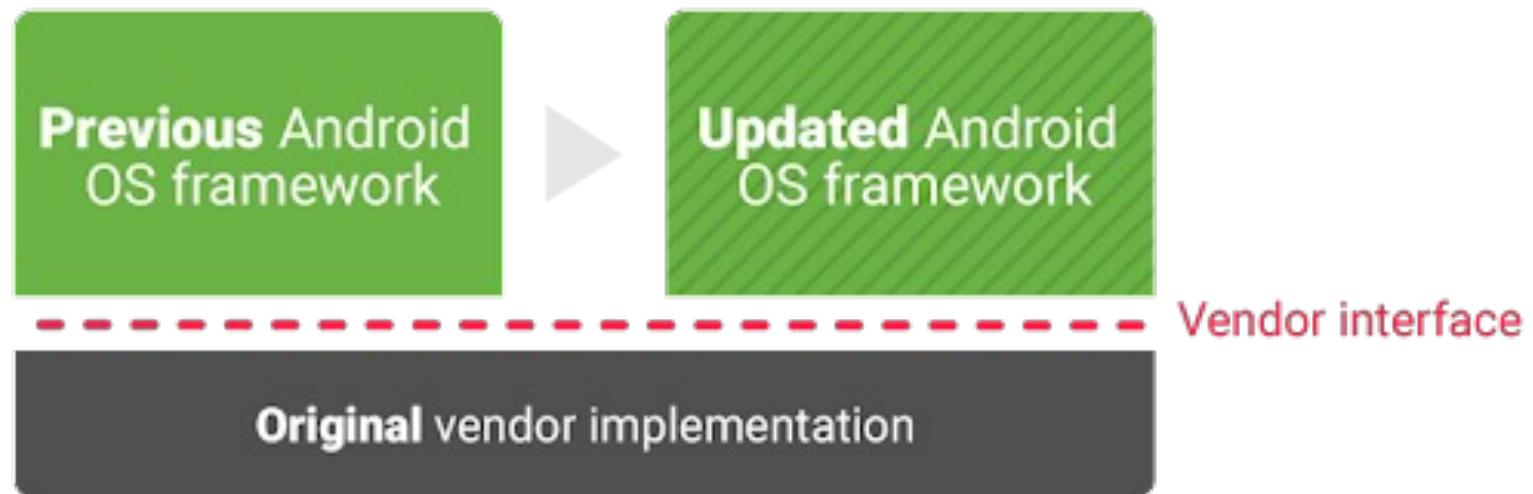 Previous Android
OS framework
Updated Android
OS framework
Vendor interface
Original vendor implementation